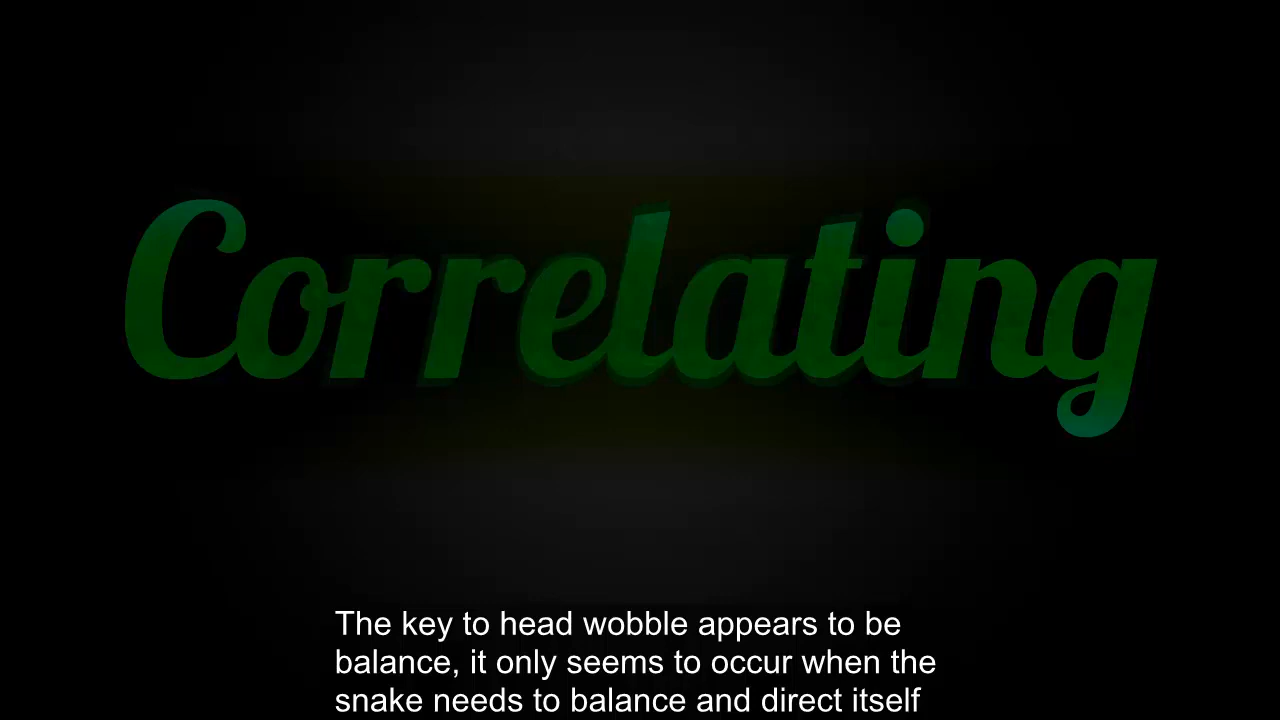 Correlating
The key to head wobble appears to be
balance, it only seems to occur when the
snake needs to balance and direct itself